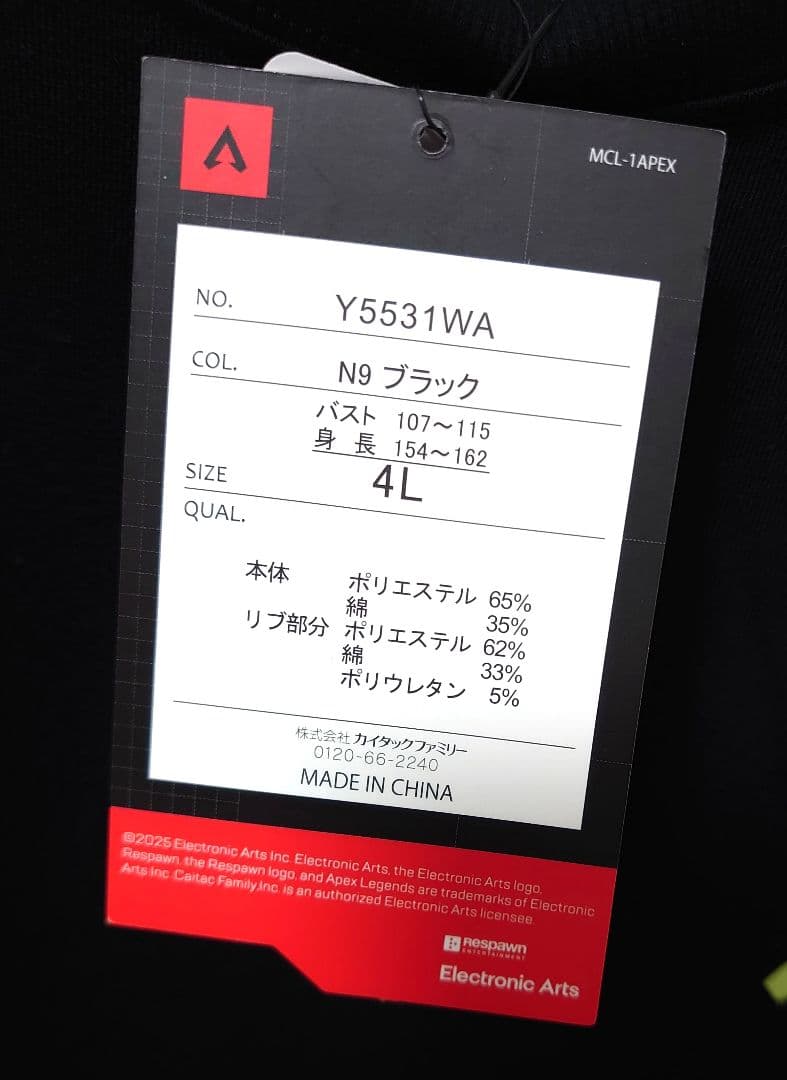 MCL-1APEX
NO. Y5531WA
COL. N9 ブラック
バスト 107～115
身長 154～162
SIZE 4L
QUAL.
本体 ポリエステル 65%
綿 35%
リブ部分 ポリエステル 62%
綿 33%
ポリウレタン 5%
株式会社 カイタックファミリー
0120-66-2240
MADE IN CHINA
©2025 Electronic Arts Inc. Electronic Arts, the Electronic Arts logo,
Respawn, the Respawn logo, and Apex Legends are trademarks of Electronic
Arts Inc. Caitac Family,Inc. is an authorized Electronic Arts licensee.
Respawn
ENTERTAINMENT
Electronic Arts